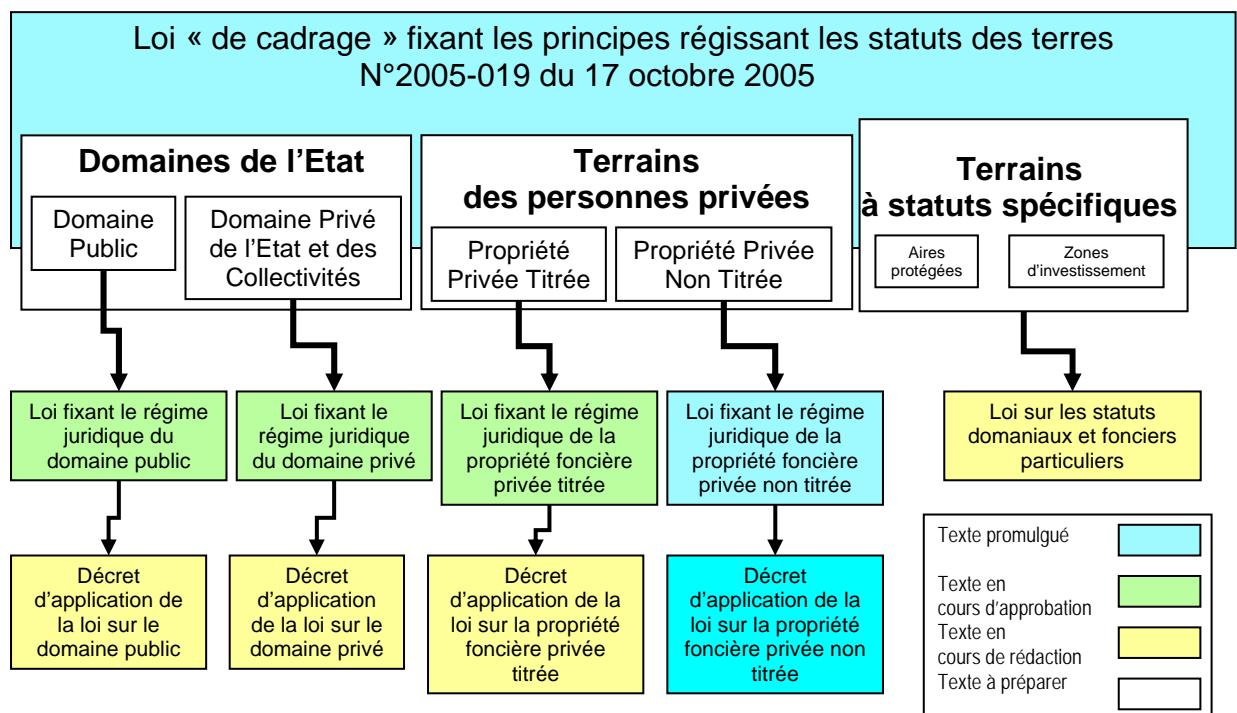 Loi « de cadrage » fixant les principes régissant les statuts des terres
N°2005-019 du 17 octobre 2005
Domaines de l'Etat
Domaine
Public
Domaine Privé
de l'Etat et des
Collectivités
Terrains
des personnes privées
Propriété
Privée Titrée
Propriété Privée
Non Titrée
Terrains
à statuts spécifiques
Aires
protégées
Zones
d'investissement
Loi fixant le régime
juridique du
domaine public
Loi fixant le
régime juridique
du domaine privé
Loi fixant le régime
juridique de la
propriété foncière
privée titrée
Loi fixant le régime
juridique de la
propriété foncière
privée non titrée
Loi sur les statuts
domaniaux et fonciers
particuliers
Décret
d'application de
la loi sur le
domaine public
Décret
d'application
de la loi sur le
domaine privé
Décret
d'application de la
loi sur la propriété
foncière privée
titrée
Décret
d'application de la
loi sur la propriété
foncière privée non
titrée
Texte promulgué
Texte en
cours d'approbation
Texte en
cours de rédaction
Texte à préparer